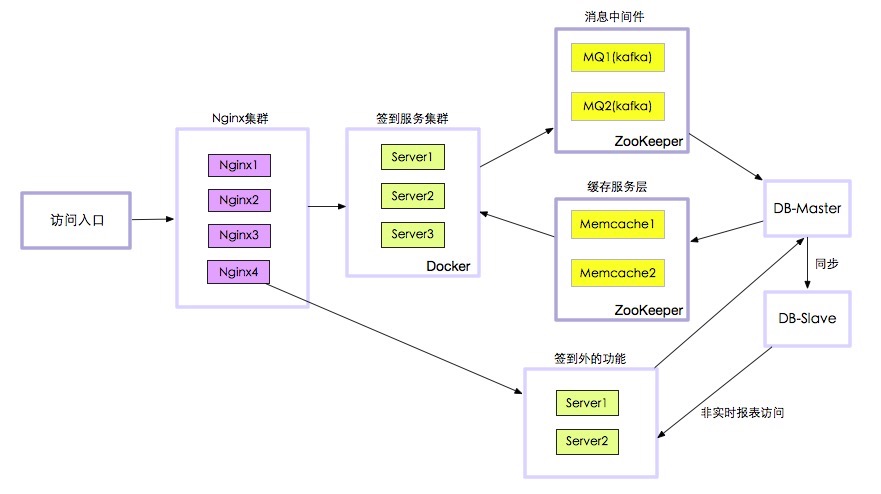 消息中间件
MQ1(kafka)
MQ2(kafka)
ZooKeeper
Nginx集群
Nginx1
Nginx2
Nginx3
Nginx4
签到服务集群
Server1
Server2
Server3
Docker
访问入口
缓存服务层
Memcache1
Memcache2
ZooKeeper
DB-Master
同步
DB-Slave
签到外的功能
Server1
Server2
非实时报表访问